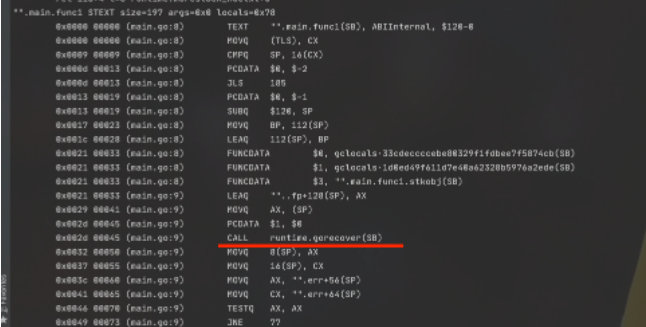 "".main.func1 STEXT size=197 args=0x0 locals=0x78
0x0000 00000 (main.go:8) TEXT "".main.func1(SB), ABIInternal, $120-0
0x0000 00000 (main.go:8) MOVQ (TLS), CX
0x0009 00009 (main.go:8) CMPQ SP, 16(CX)
0x000d 00013 (main.go:8) PCDATA $0, $-2
0x000d 00013 (main.go:8) JLS 185
0x0013 00019 (main.go:8) PCDATA $0, $-1
0x0013 00019 (main.go:8) SUBQ $120, SP
0x0017 00023 (main.go:8) MOVQ BP, 112(SP)
0x001c 00028 (main.go:8) LEAQ 112(SP), BP
0x0021 00033 (main.go:8) FUNCDATA $0, gclocals·33cdeccccebe80329f1fdbee7f5874cb(SB)
0x0021 00033 (main.go:8) FUNCDATA $1, gclocals·1d0ed49f611d7e40a62320b5976a2ede(SB)
0x0021 00033 (main.go:8) FUNCDATA $3, "".main.func1.stkobj(SB)
0x0021 00033 (main.go:9) LEAQ ""..fp+128(SP), AX
0x0029 00041 (main.go:9) MOVQ AX, (SP)
0x002d 00045 (main.go:9) PCDATA $1, $0
0x002d 00045 (main.go:9) CALL runtime.gorecover(SB)
0x0032 00050 (main.go:9) MOVQ 8(SP), AX
0x0037 00055 (main.go:9) MOVQ 16(SP), CX
0x003c 00060 (main.go:9) MOVQ AX, "".err+56(SP)
0x0041 00065 (main.go:9) MOVQ CX, "".err+64(SP)
0x0046 00070 (main.go:9) TESTQ AX, AX
0x0049 00073 (main.go:9) JNE 77
Favorites